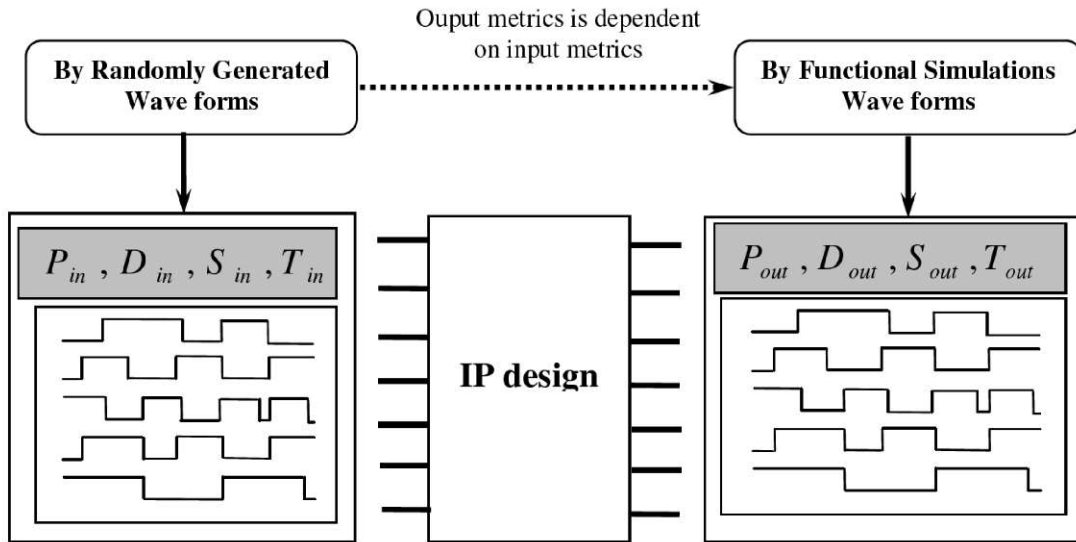 Ouput metrics is dependent
on input metrics
By Randomly Generated
Wave forms
By Functional Simulations
Wave forms
P_in , D_in , S_in , T_in
IP design
P_out , D_out , S_out , T_out